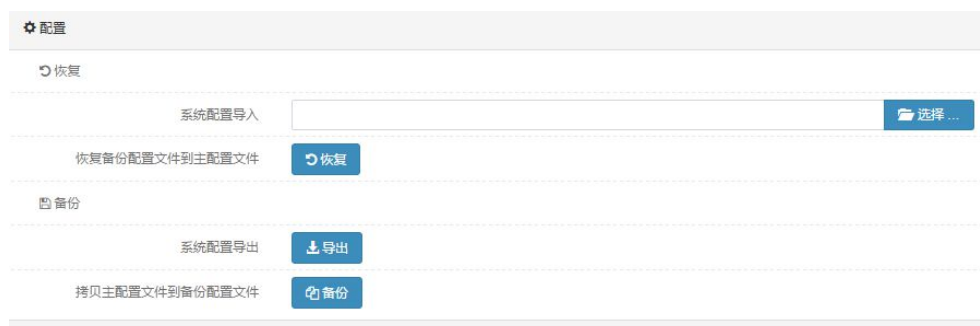 配置
恢复
系统配置导入
选择 ...
恢复备份配置文件到主配置文件
恢复
备份
系统配置导出
导出
拷贝主配置文件到备份配置文件
备份